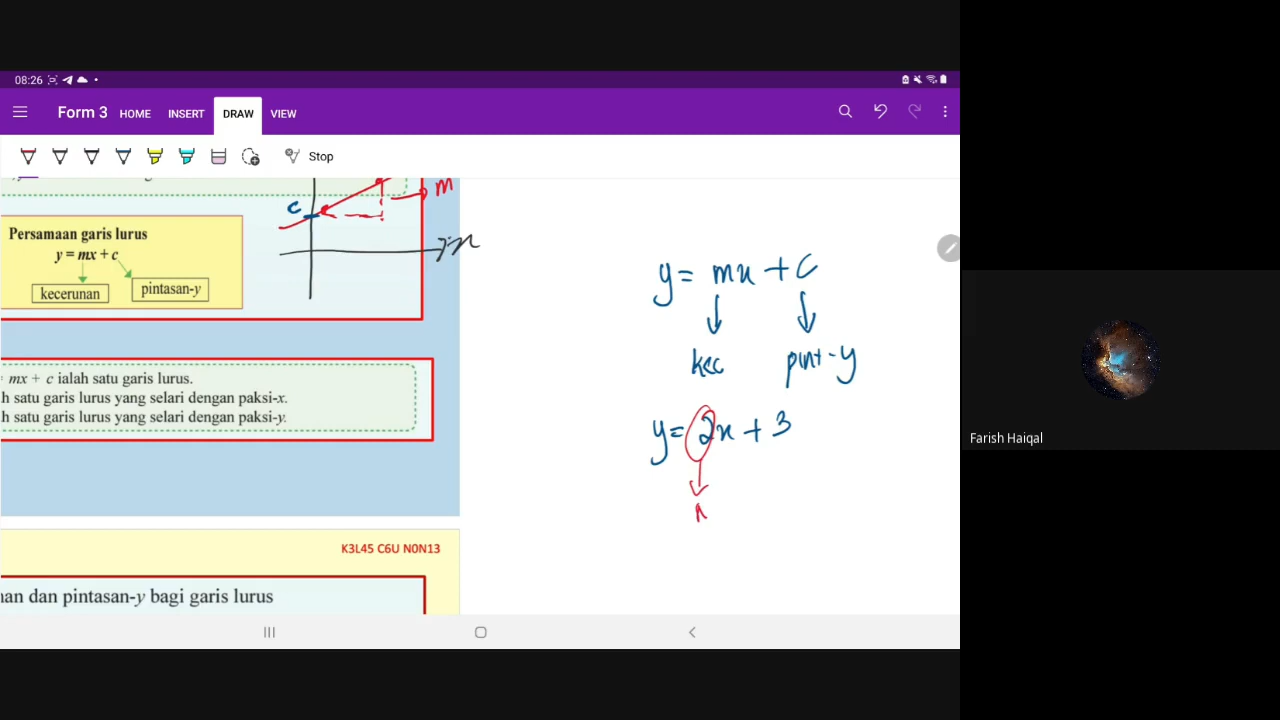 08:26
Form 3 HOME INSERT DRAW VIEW
Stop
m
c
x
Persamaan garis lurus
y = mx + c
kecerunan
pintasan-y
mx + c ialah satu garis lurus.
h satu garis lurus yang selari dengan paksi-x.
h satu garis lurus yang selari dengan paksi-y.
K3L45 C6U N0N13
nan dan pintasan-y bagi garis lurus
y = mx + c
kec
pint-y
y = 2x + 3
Farish Haiqal